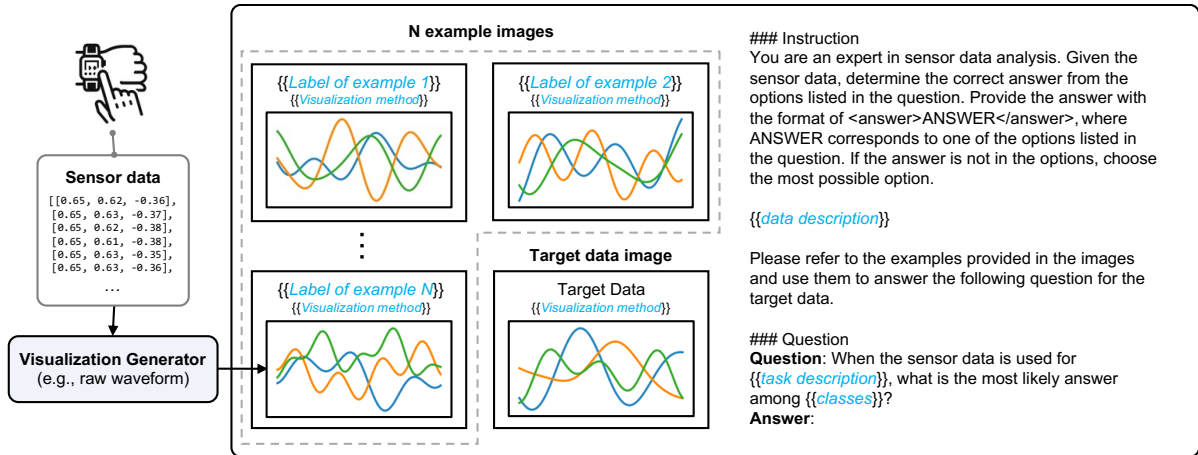 N example images
{{Label of example 1}}
{{Visualization method}}
{{Label of example 2}}
{{Visualization method}}
Sensor data
[[0.65, 0.62, -0.36],
[0.65, 0.63, -0.37],
[0.65, 0.62, -0.38],
[0.65, 0.61, -0.38],
[0.65, 0.63, -0.35],
[0.65, 0.63, -0.36],
...
Visualization Generator
(e.g., raw waveform)
{{Label of example N}}
{{Visualization method}}
Target data image
Target Data
{{Visualization method}}
### Instruction
You are an expert in sensor data analysis. Given the
sensor data, determine the correct answer from the
options listed in the question. Provide the answer with
the format of <answer>ANSWER</answer>, where
ANSWER corresponds to one of the options listed in
the question. If the answer is not in the options, choose
the most possible option.
{{data description}}
Please refer to the examples provided in the images
and use them to answer the following question for the
target data.
### Question
Question: When the sensor data is used for
{{task description}}, what is the most likely answer
among {{classes}}?
Answer: